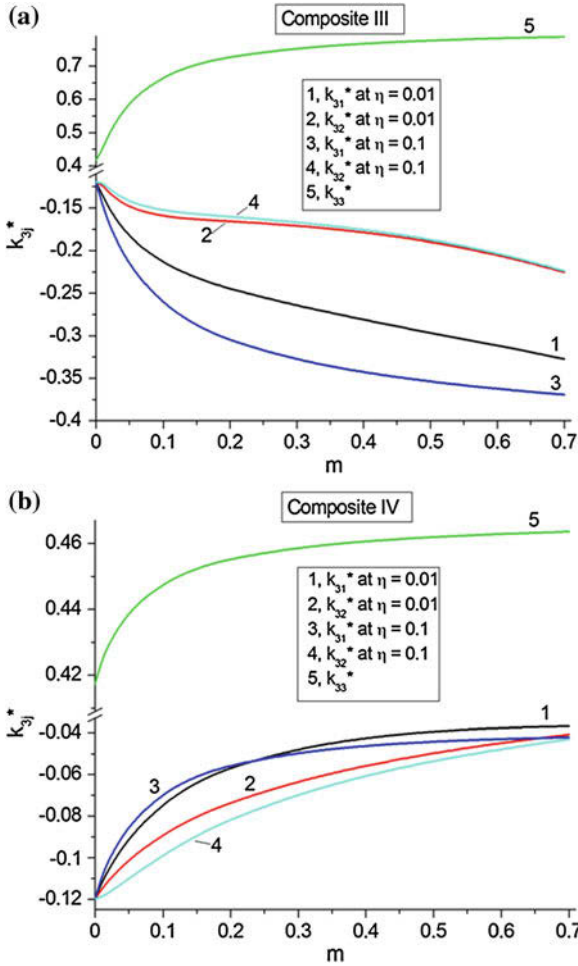 (a)
Composite III
5
0.7
0.6
0.5
0.4
1, k31* at η = 0.01
2, k32* at η = 0.01
3, k31* at η = 0.1
4, k32* at η = 0.1
5, k33*
k3j*
-0.15
-0.2
-0.25
-0.3
-0.35
-0.4
4
2
1
3
0 0.1 0.2 0.3 0.4 0.5 0.6 0.7
m
(b)
Composite IV
5
0.46
0.44
0.42
1, k31* at η = 0.01
2, k32* at η = 0.01
3, k31* at η = 0.1
4, k32* at η = 0.1
5, k33*
k3j*
-0.04
-0.06
-0.08
-0.1
-0.12
1
3
2
4
0 0.1 0.2 0.3 0.4 0.5 0.6 0.7
m